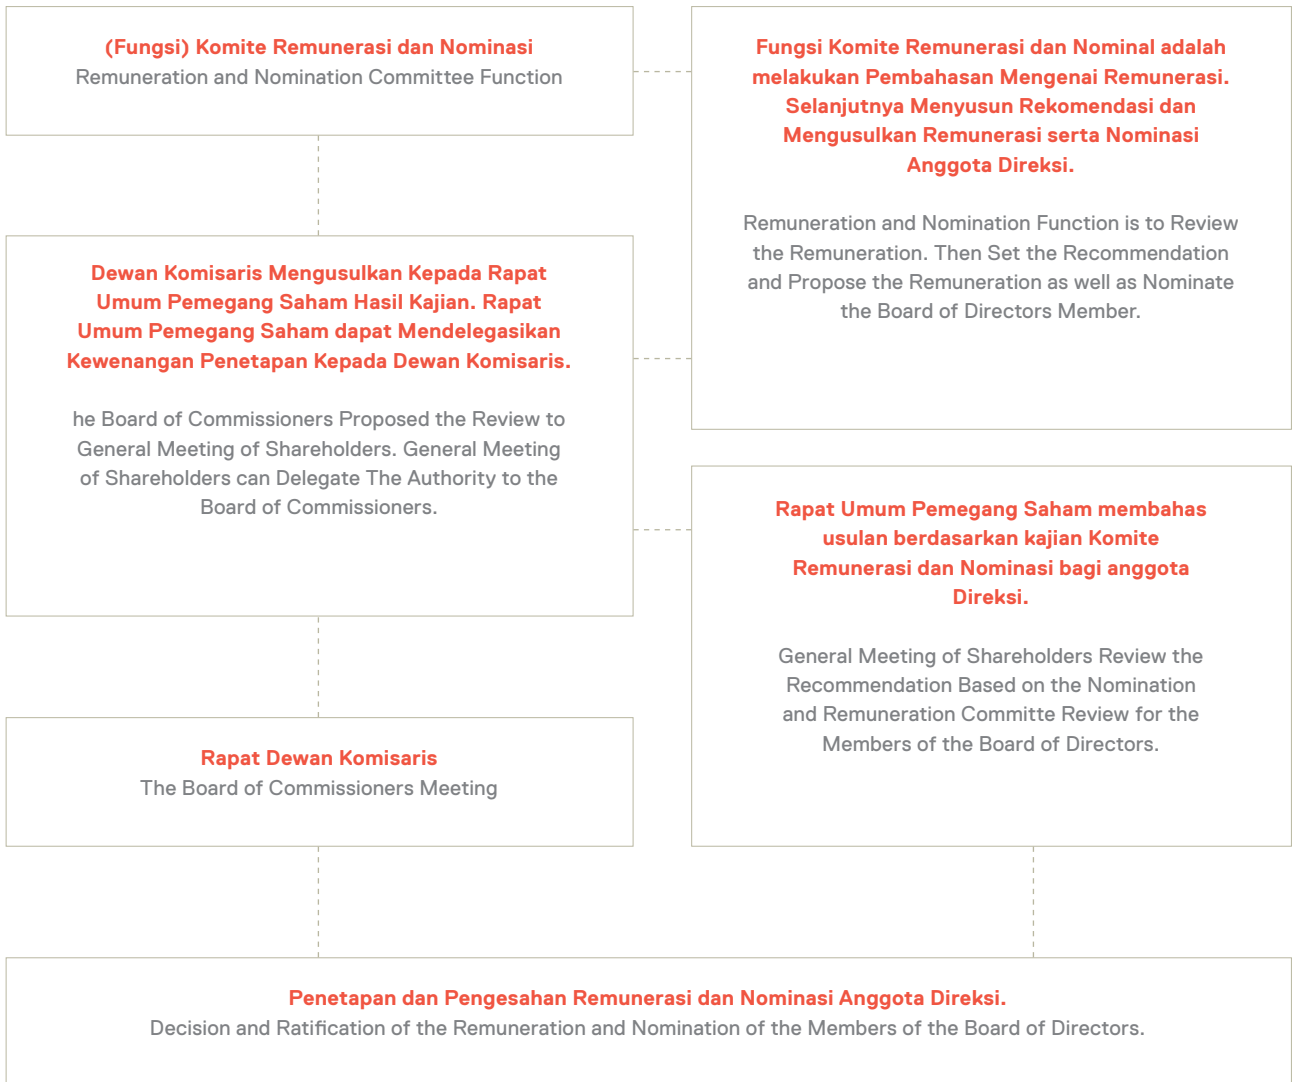 (Fungsi) Komite Remunerasi dan Nominasi
Remuneration and Nomination Committee Function
Fungsi Komite Remunerasi dan Nominal adalah
melakukan Pembahasan Mengenai Remunerasi.
Selanjutnya Menyusun Rekomendasi dan
Mengusulkan Remunerasi serta Nominasi
Anggota Direksi.
Remuneration and Nomination Function is to Review
the Remuneration. Then Set the Recommendation
and Propose the Remuneration as well as Nominate
the Board of Directors Member.
Dewan Komisaris Mengusulkan Kepada Rapat
Umum Pemegang Saham Hasil Kajian. Rapat
Umum Pemegang Saham dapat Mendelegasikan
Kewenangan Penetapan Kepada Dewan Komisaris.
he Board of Commissioners Proposed the Review to
General Meeting of Shareholders. General Meeting
of Shareholders can Delegate The Authority to the
Board of Commissioners.
Rapat Umum Pemegang Saham membahas
usulan berdasarkan kajian Komite
Remunerasi dan Nominasi bagi anggota
Direksi.
General Meeting of Shareholders Review the
Recommendation Based on the Nomination
and Remuneration Committe Review for the
Members of the Board of Directors.
Rapat Dewan Komisaris
The Board of Commissioners Meeting
Penetapan dan Pengesahan Remunerasi dan Nominasi Anggota Direksi.
Decision and Ratification of the Remuneration and Nomination of the Members of the Board of Directors.